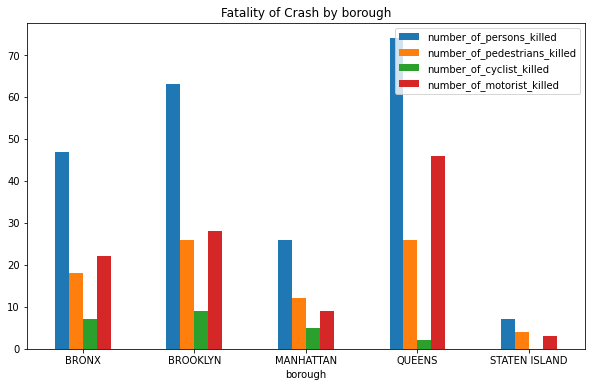 Fatality of Crash by borough
number_of_persons_killed
number_of_pedestrians_killed
number_of_cyclist_killed
number_of_motorist_killed
70
60
50
40
30
20
10
0
BRONX BROOKLYN MANHATTAN QUEENS STATEN ISLAND
borough